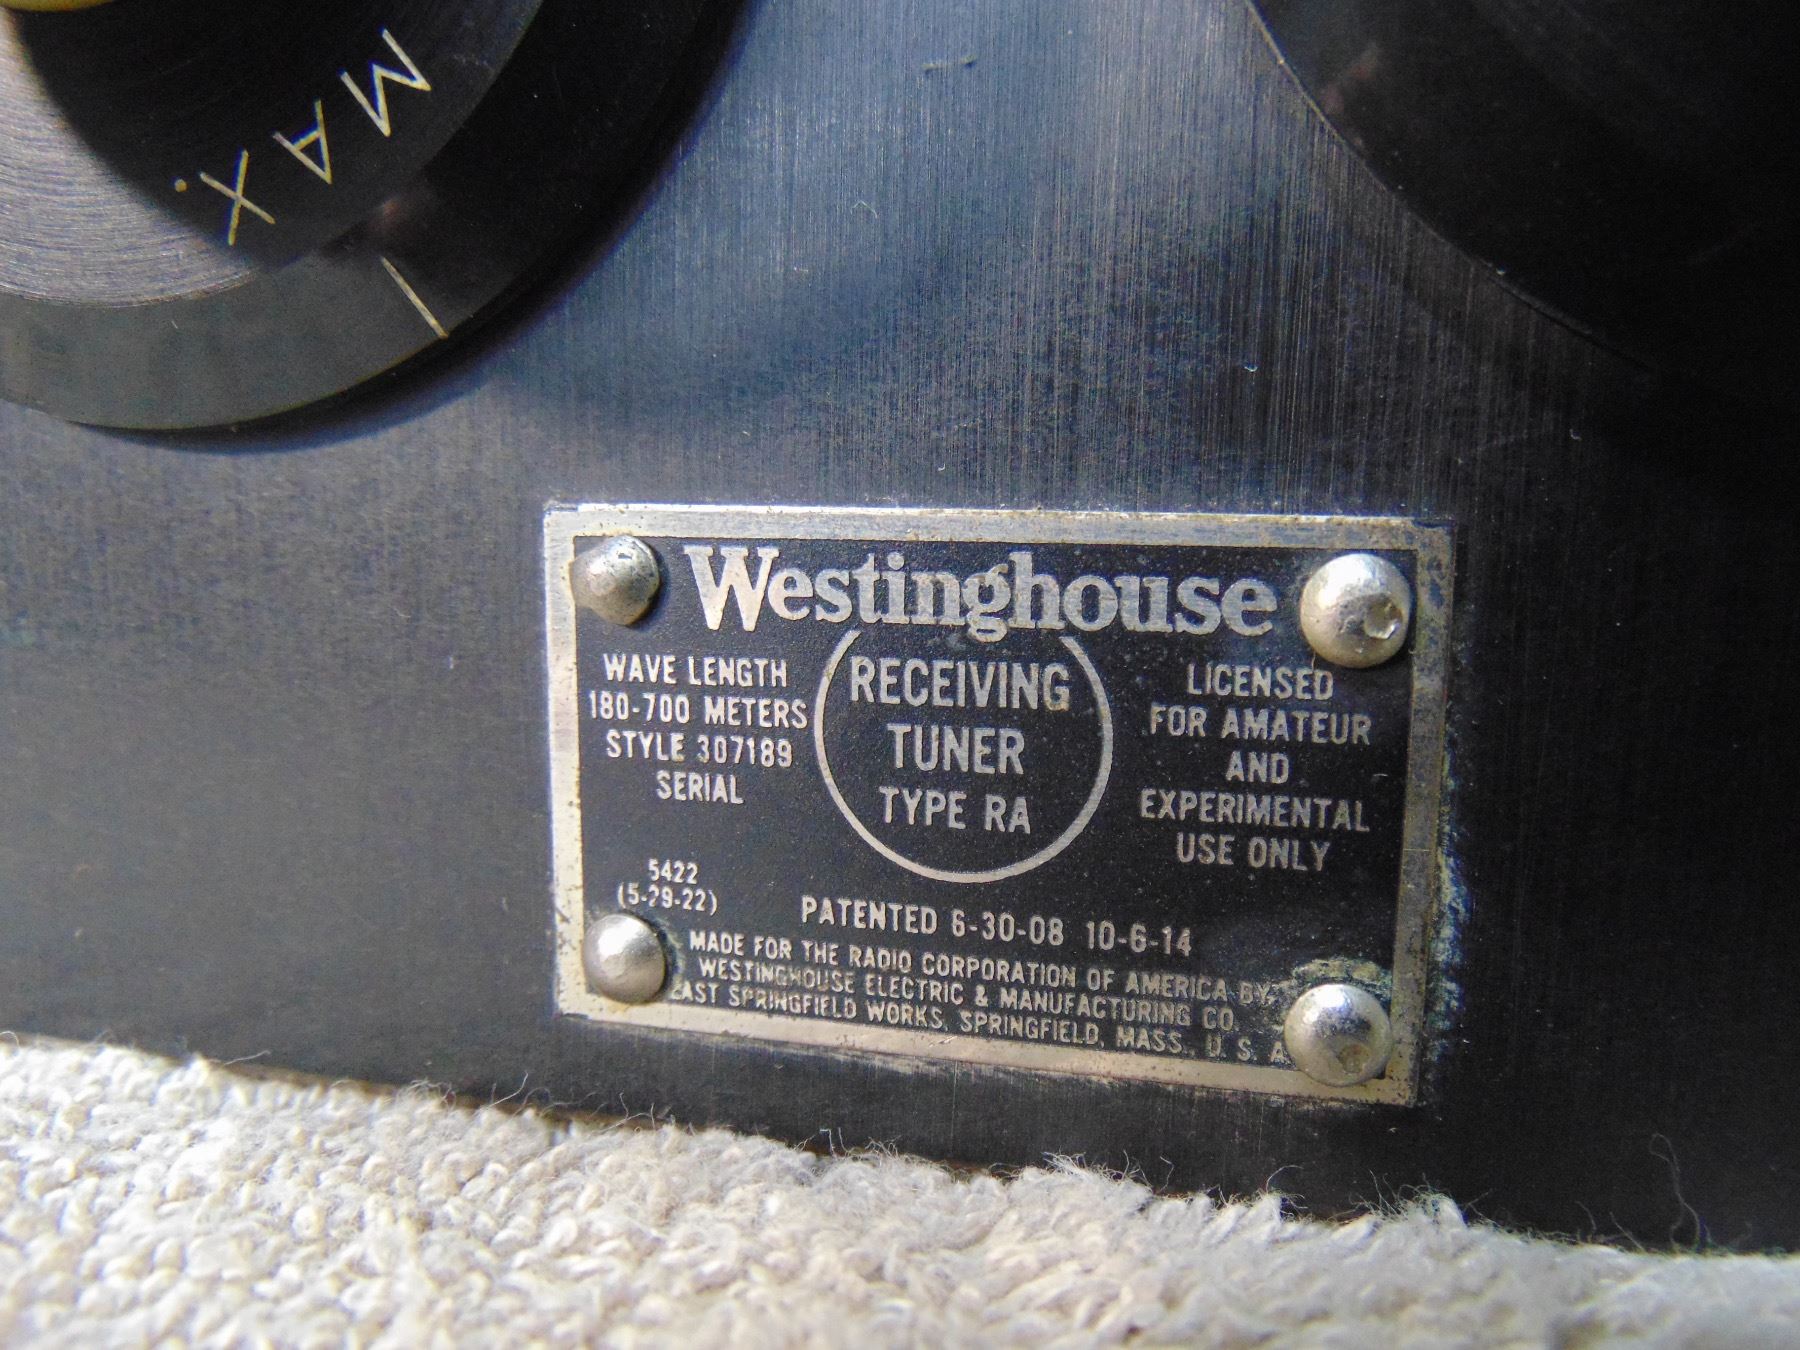 MAX.
Westinghouse
WAVE LENGTH
180-700 METERS
STYLE 307189
SERIAL
5422
(5-29-22)
RECEIVING
TUNER
TYPE RA
LICENSED
FOR AMATEUR
AND
EXPERIMENTAL
USE ONLY
PATENTED 6-30-08 10-6-14
MADE FOR THE RADIO CORPORATION OF AMERICA BY
WESTINGHOUSE ELECTRIC & MANUFACTURING CO.
EAST SPRINGFIELD WORKS, SPRINGFIELD, MASS., U. S. A.